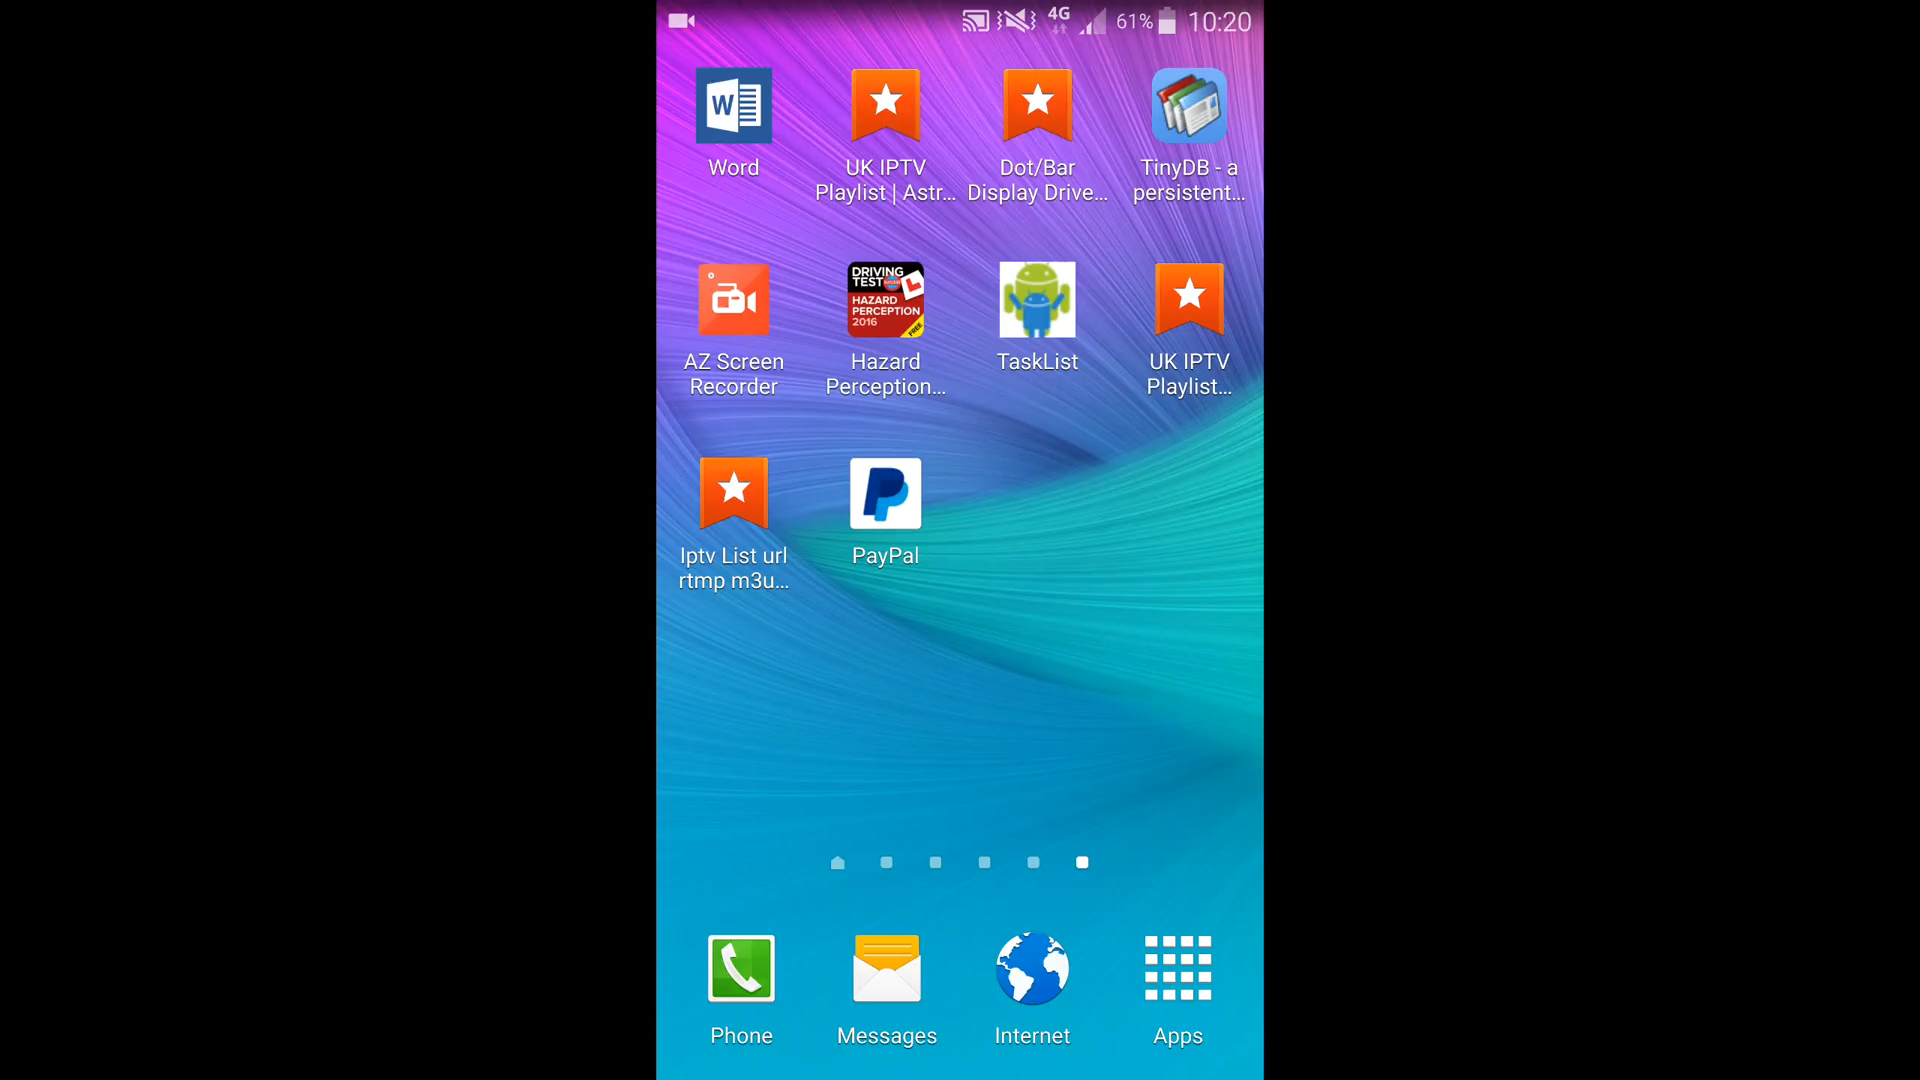 4G 61% 10:20
W
Word
UK IPTV
Playlist | Astr...
Dot/Bar
Display Drive...
TinyDB - a
persistent...
AZ Screen
Recorder
DRIVING
TEST
L
HAZARD
PERCEPTION
2016
FREE
Hazard
Perception...
TaskList
UK IPTV
Playlist...
Iptv List url
rtmp m3u...
PayPal
Phone
Messages
Internet
Apps